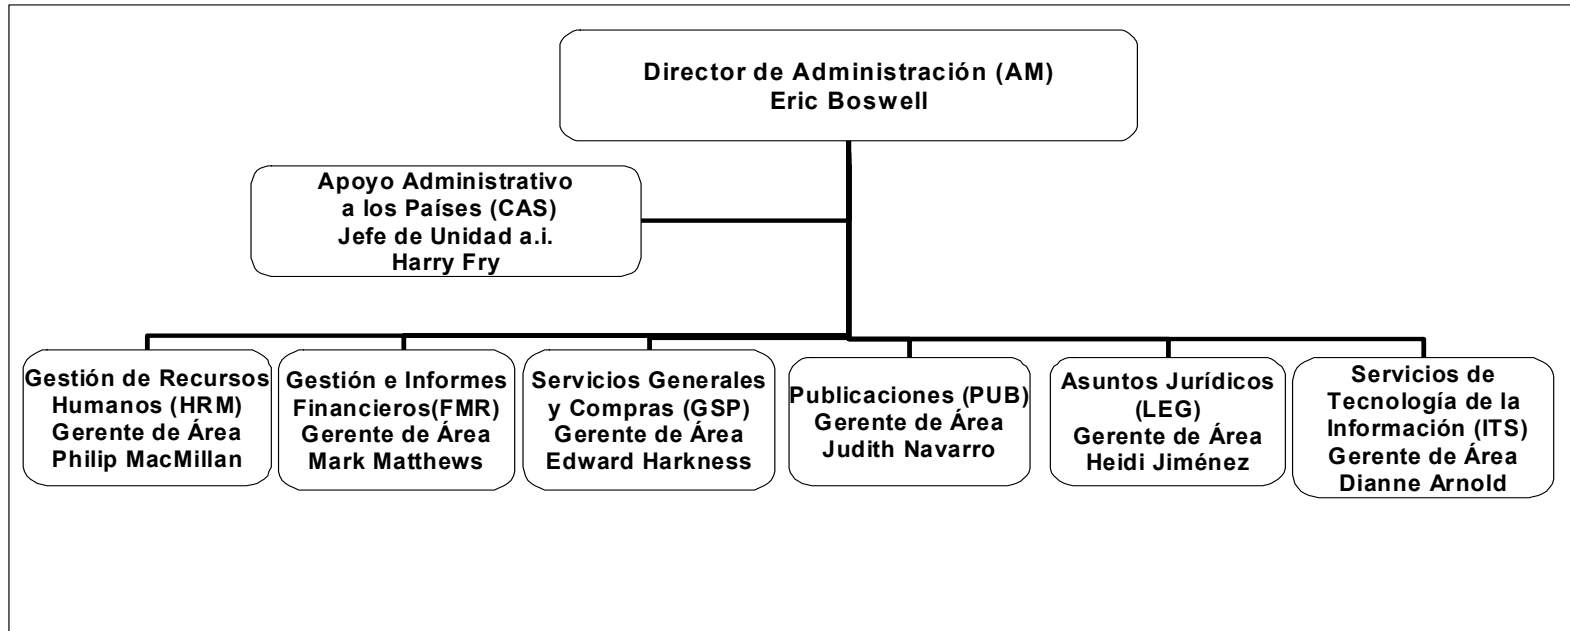 Director de Administración (AM)
Eric Boswell
Apoyo Administrativo
a los Países (CAS)
Jefe de Unidad a.i.
Harry Fry
Gestión de Recursos
Humanos (HRM)
Gerente de Área
Philip MacMillan
Gestión e Informes
Financieros(FMR)
Gerente de Área
Mark Matthews
Servicios Generales
y Compras (GSP)
Gerente de Área
Edward Harkness
Publicaciones (PUB)
Gerente de Área
Judith Navarro
Asuntos Jurídicos
(LEG)
Gerente de Área
Heidi Jiménez
Servicios de
Tecnología de la
Información (ITS)
Gerente de Área
Dianne Arnold